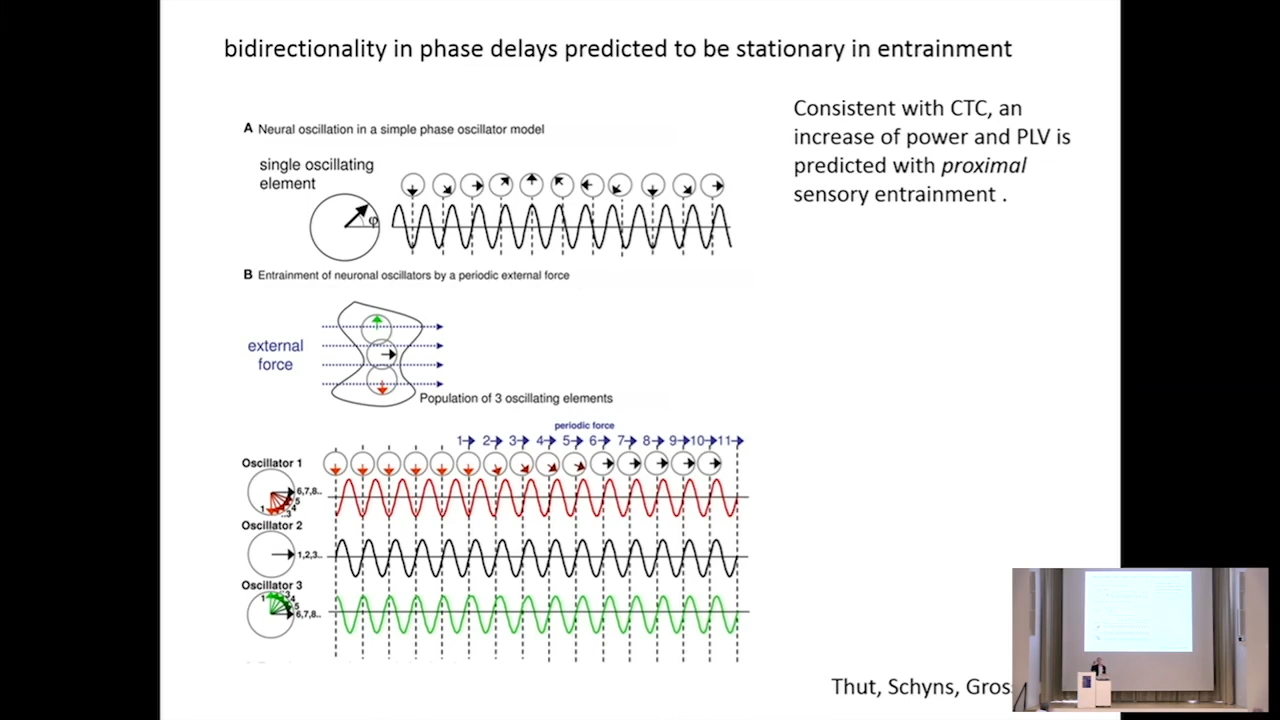 bidirectionality in phase delays predicted to be stationary in entrainment
Consistent with CTC, an
increase of power and PLV is
predicted with proximal
sensory entrainment .
A Neural oscillation in a simple phase oscillator model
single oscillating
element
φ
B Entrainment of neuronal oscillators by a periodic external force
external
force
Population of 3 oscillating elements
periodic force
1 2 3 4 5 6 7 8 9 10 11
Oscillator 1
1 ..3 4 5 6,7,8..
Oscillator 2
1,2,3..
Oscillator 3
1 ..3 4 5 6,7,8..
Thut, Schyns,